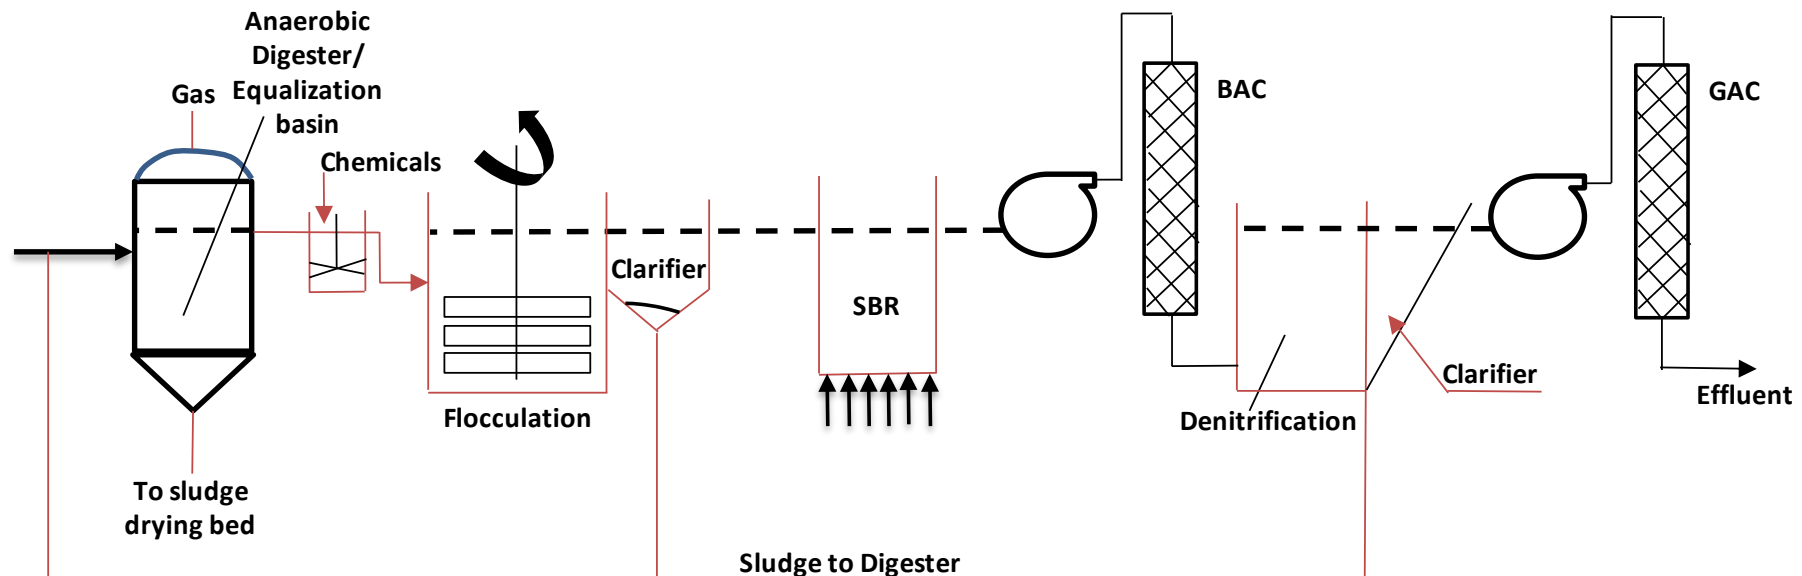 Anaerobic
Digester/
Equalization
basin
Gas
Chemicals
Clarifier
SBR
BAC
GAC
Flocculation
Denitrification
Clarifier
Effluent
To sludge
drying bed
Sludge to Digester